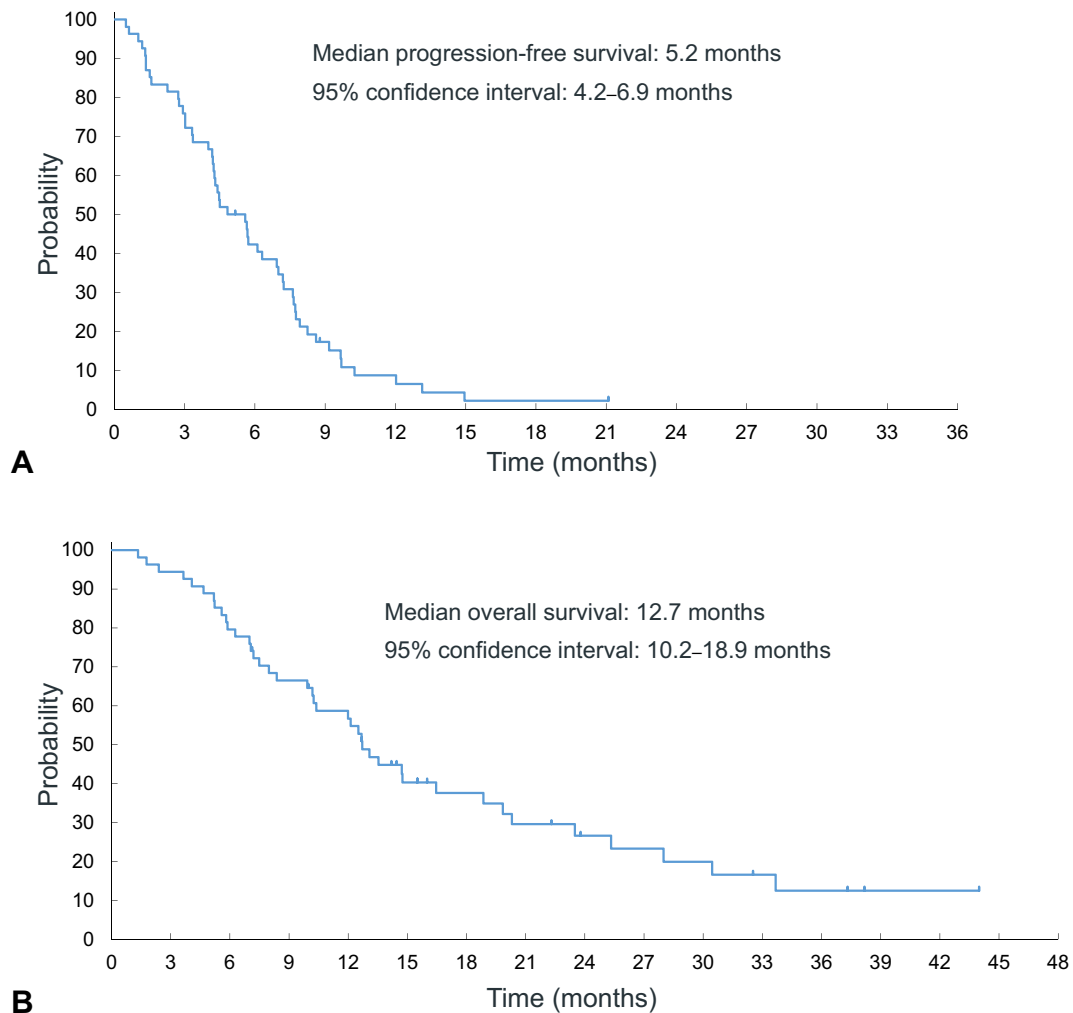 Median progression-free survival: 5.2 months
95% confidence interval: 4.2–6.9 months
Probability
100
90
80
70
60
50
40
30
20
10
0
0 3 6 9 12 15 18 21 24 27 30 33 36
Time (months)
A
Median overall survival: 12.7 months
95% confidence interval: 10.2–18.9 months
Probability
100
90
80
70
60
50
40
30
20
10
0
0 3 6 9 12 15 18 21 24 27 30 33 36 39 42 45 48
Time (months)
B